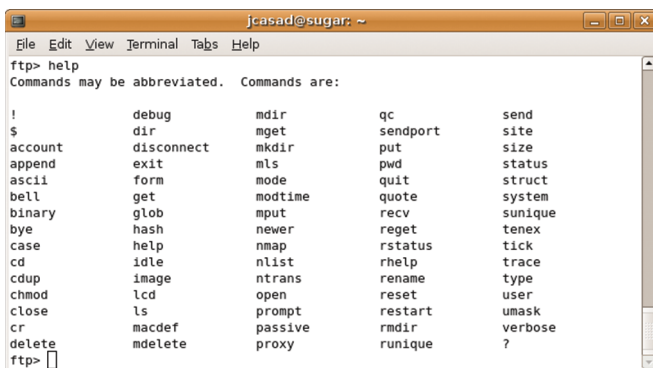 jcasad@sugar: ~
File Edit View Terminal Tabs Help
ftp> help
Commands may be abbreviated. Commands are:
! debug mdir qc send
$ dir mget sendport site
account disconnect mkdir put size
append exit mls pwd status
ascii form mode quit struct
bell get modtime quote system
binary glob mput recv sunique
bye hash newer reget tenex
case help nmap rstatus tick
cd idle nlist rhelp trace
cdup image ntrans rename type
chmod lcd open reset user
close ls prompt restart umask
cr macdef passive rmdir verbose
delete mdelete proxy runique ?
ftp>